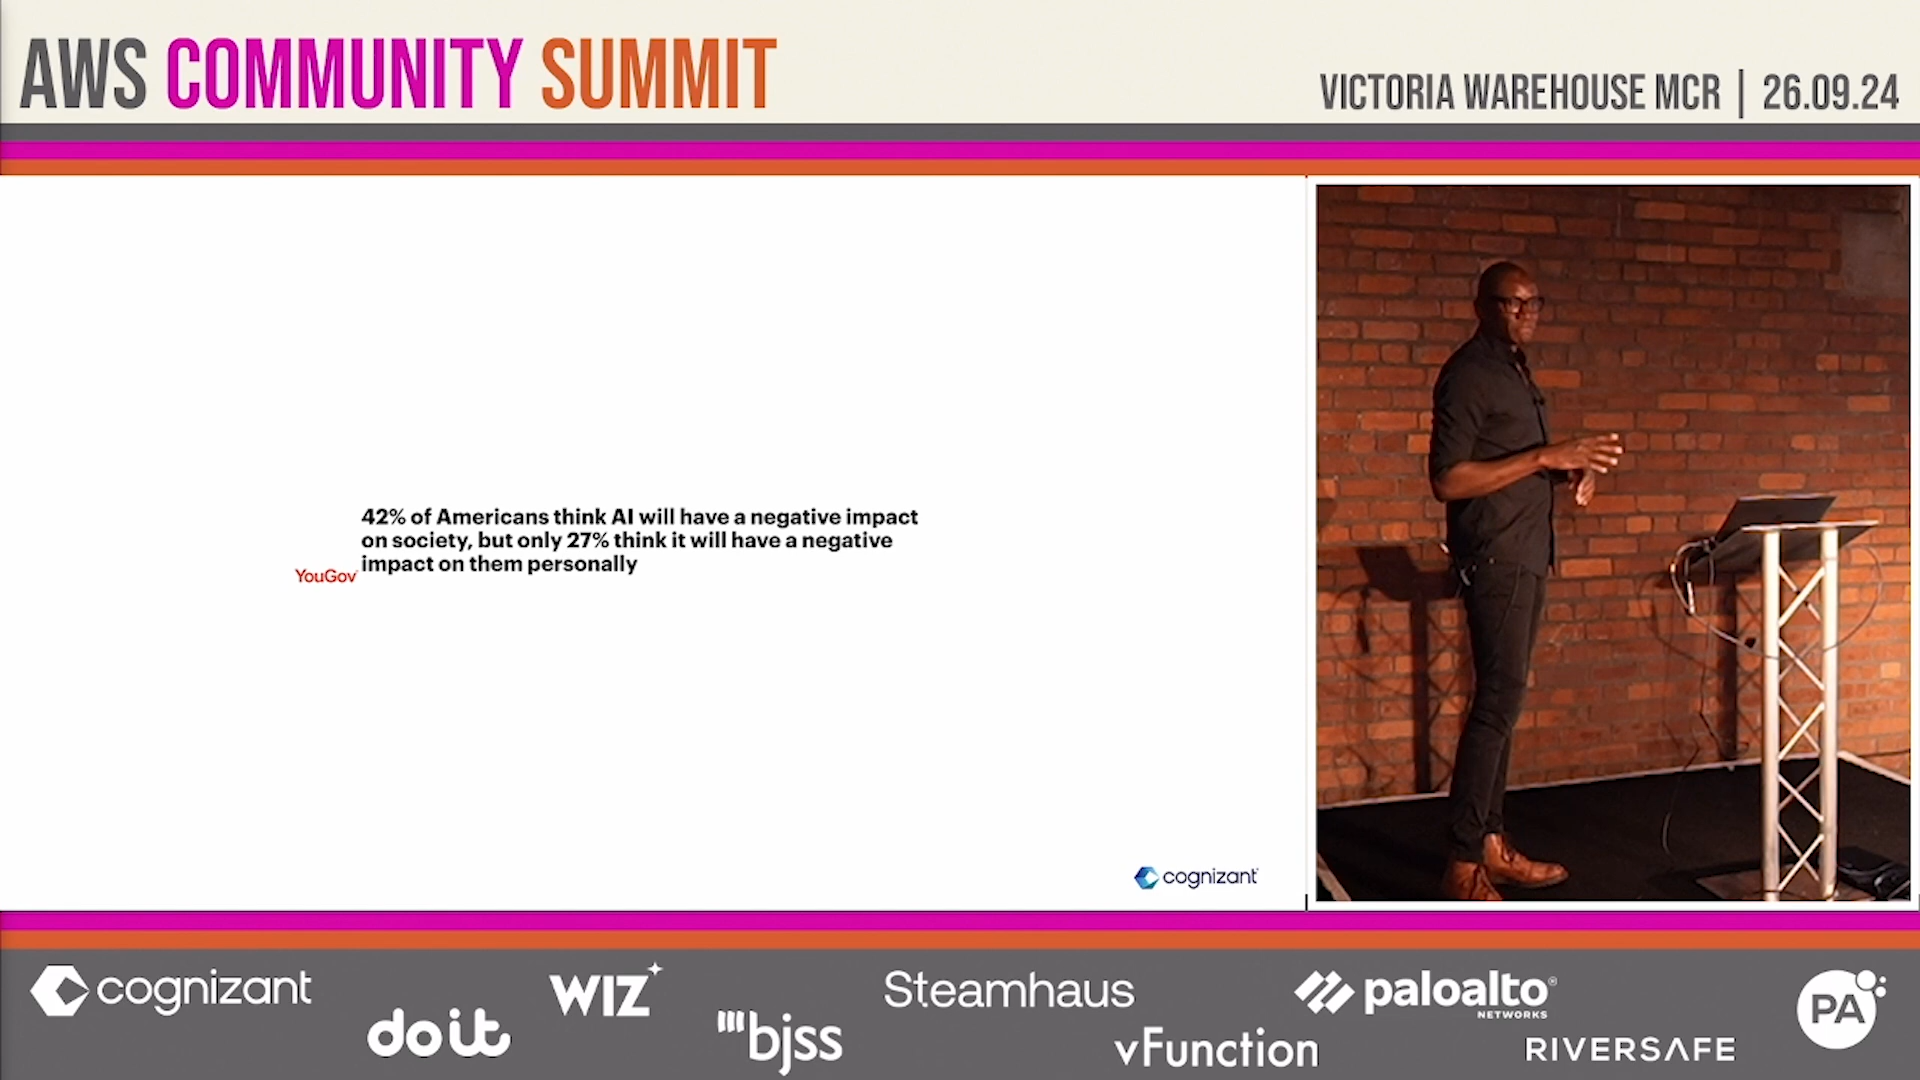 AWS COMMUNITY SUMMIT
VICTORIA WAREHOUSE MCR | 26.09.24
42% of Americans think AI will have a negative impact
on society, but only 27% think it will have a negative
impact on them personally
YouGov
cognizant
cognizant
doit
WIZ
bjss
Steamhaus
vFunction
paloalto®
NETWORKS
RIVERSAFE
PA